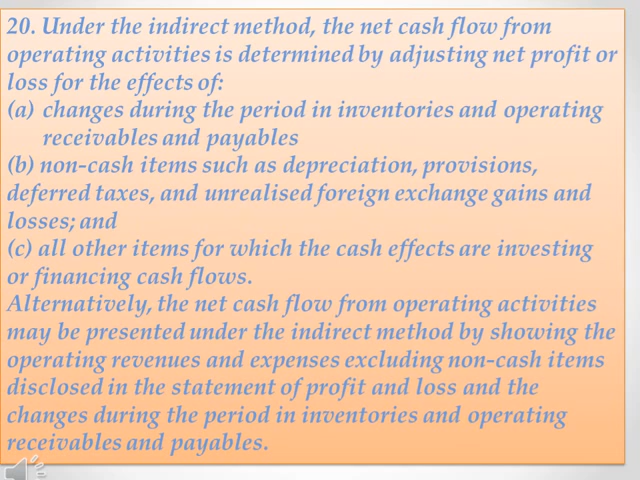 20. Under the indirect method, the net cash flow from
operating activities is determined by adjusting net profit or
loss for the effects of:
(a) changes during the period in inventories and operating
receivables and payables
(b) non-cash items such as depreciation, provisions,
deferred taxes, and unrealised foreign exchange gains and
losses; and
(c) all other items for which the cash effects are investing
or financing cash flows.
Alternatively, the net cash flow from operating activities
may be presented under the indirect method by showing the
operating revenues and expenses excluding non-cash items
disclosed in the statement of profit and loss and the
changes during the period in inventories and operating
receivables and payables.